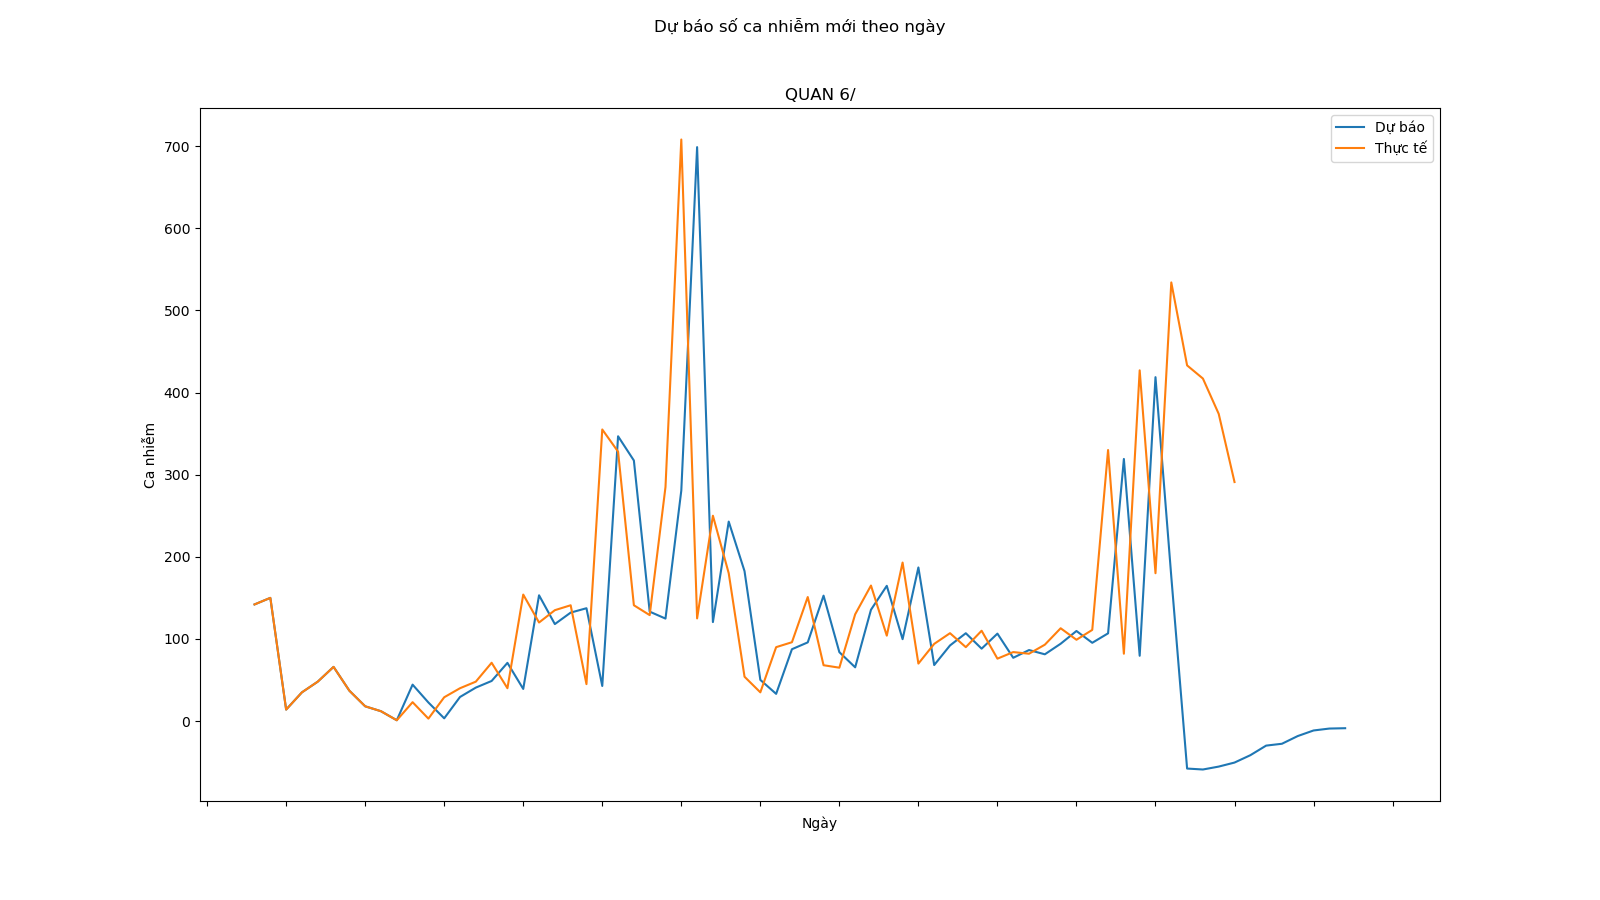 Dự báo số ca nhiễm mới theo ngày
QUAN 6/
Dự báo
Thực tế
700
600
500
400
300
200
100
0
Ca nhiễm
Ngày